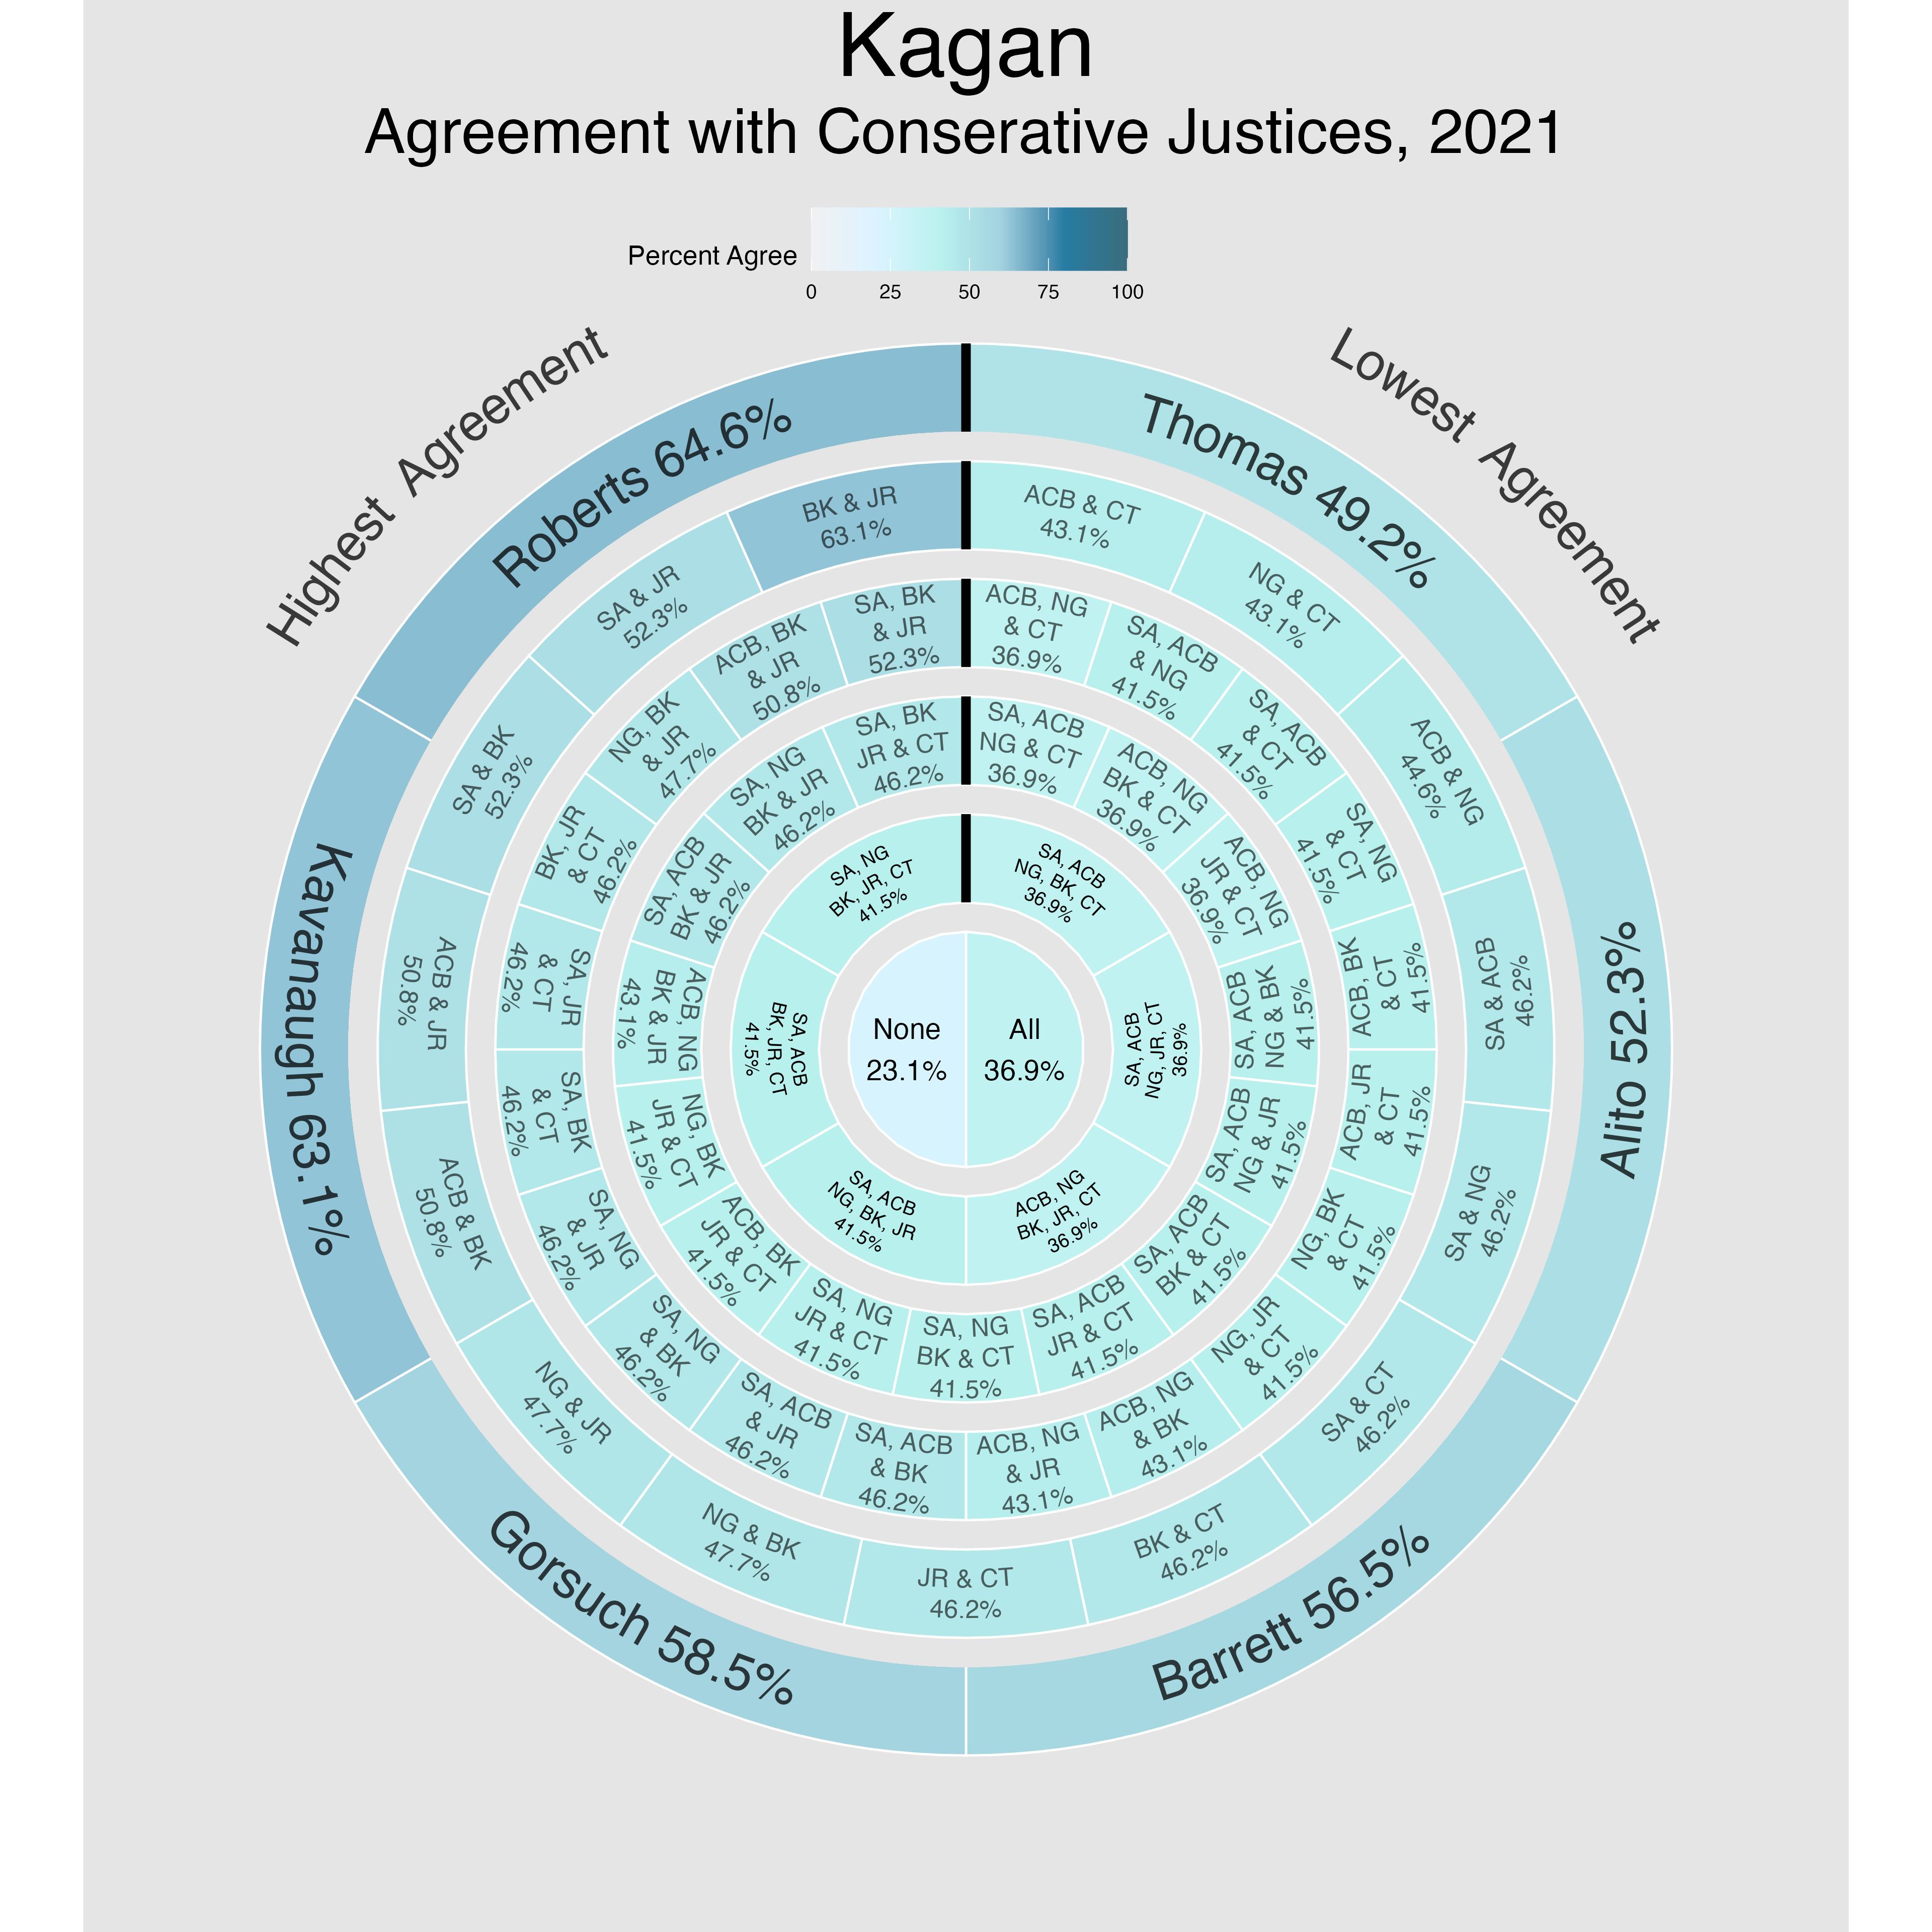 Kagan
Agreement with Conserative Justices, 2021
Percent Agree
0 25 50 75 100
Highest Agreement
Lowest Agreement
Thomas 49.2%
Alito 52.3%
Barrett 56.5%
Gorsuch 58.5%
Kavanaugh 63.1%
Roberts 64.6%
ACB & CT
43.1%
NG & CT
43.1%
ACB & NG
44.6%
SA & ACB
46.2%
SA & NG
46.2%
SA & CT
46.2%
BK & CT
46.2%
JR & CT
46.2%
NG & BK
47.7%
NG & JR
47.7%
ACB & BK
50.8%
ACB & JR
50.8%
SA & BK
52.3%
SA & JR
52.3%
BK & JR
63.1%
ACB, NG
& CT
36.9%
SA, ACB
& NG
41.5%
SA, ACB
& CT
41.5%
SA, NG
& CT
41.5%
ACB, BK
& CT
41.5%
ACB, JR
& CT
41.5%
NG, BK
& CT
41.5%
NG, JR
& CT
41.5%
ACB, NG
& BK
43.1%
ACB, NG
& JR
43.1%
SA, ACB
& BK
46.2%
SA, ACB
& JR
46.2%
SA, NG
& BK
46.2%
SA, NG
& JR
46.2%
SA, BK
& CT
46.2%
SA, JR
& CT
46.2%
BK, JR
& CT
46.2%
NG, BK
& JR
47.7%
ACB, BK
& JR
50.8%
SA, BK
& JR
52.3%
SA, ACB
NG & CT
36.9%
ACB, NG
BK & CT
36.9%
ACB, NG
JR & CT
36.9%
SA, ACB
NG & BK
41.5%
SA, ACB
NG & JR
41.5%
SA, ACB
BK & CT
41.5%
SA, ACB
JR & CT
41.5%
SA, NG
BK & CT
41.5%
SA, NG
JR & CT
41.5%
ACB, BK
JR & CT
41.5%
NG, BK
JR & CT
41.5%
ACB, NG
BK & JR
43.1%
SA, ACB
BK & JR
46.2%
SA, NG
BK & JR
46.2%
SA, BK
JR & CT
46.2%
SA, ACB
NG, BK, CT
36.9%
SA, ACB
NG, JR, CT
36.9%
ACB, NG
BK, JR, CT
36.9%
SA, ACB
NG, BK, JR
41.5%
SA, ACB
BK, JR, CT
41.5%
SA, NG
BK, JR, CT
41.5%
None
23.1%
All
36.9%